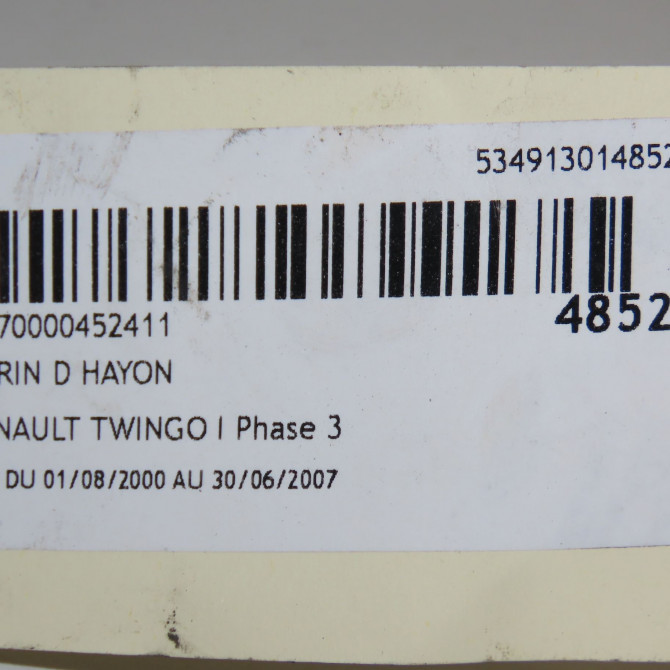 534913014852
70000452411
4852
RIN D HAYON
NAULT TWINGO I Phase 3
DU 01/08/2000 AU 30/06/2007